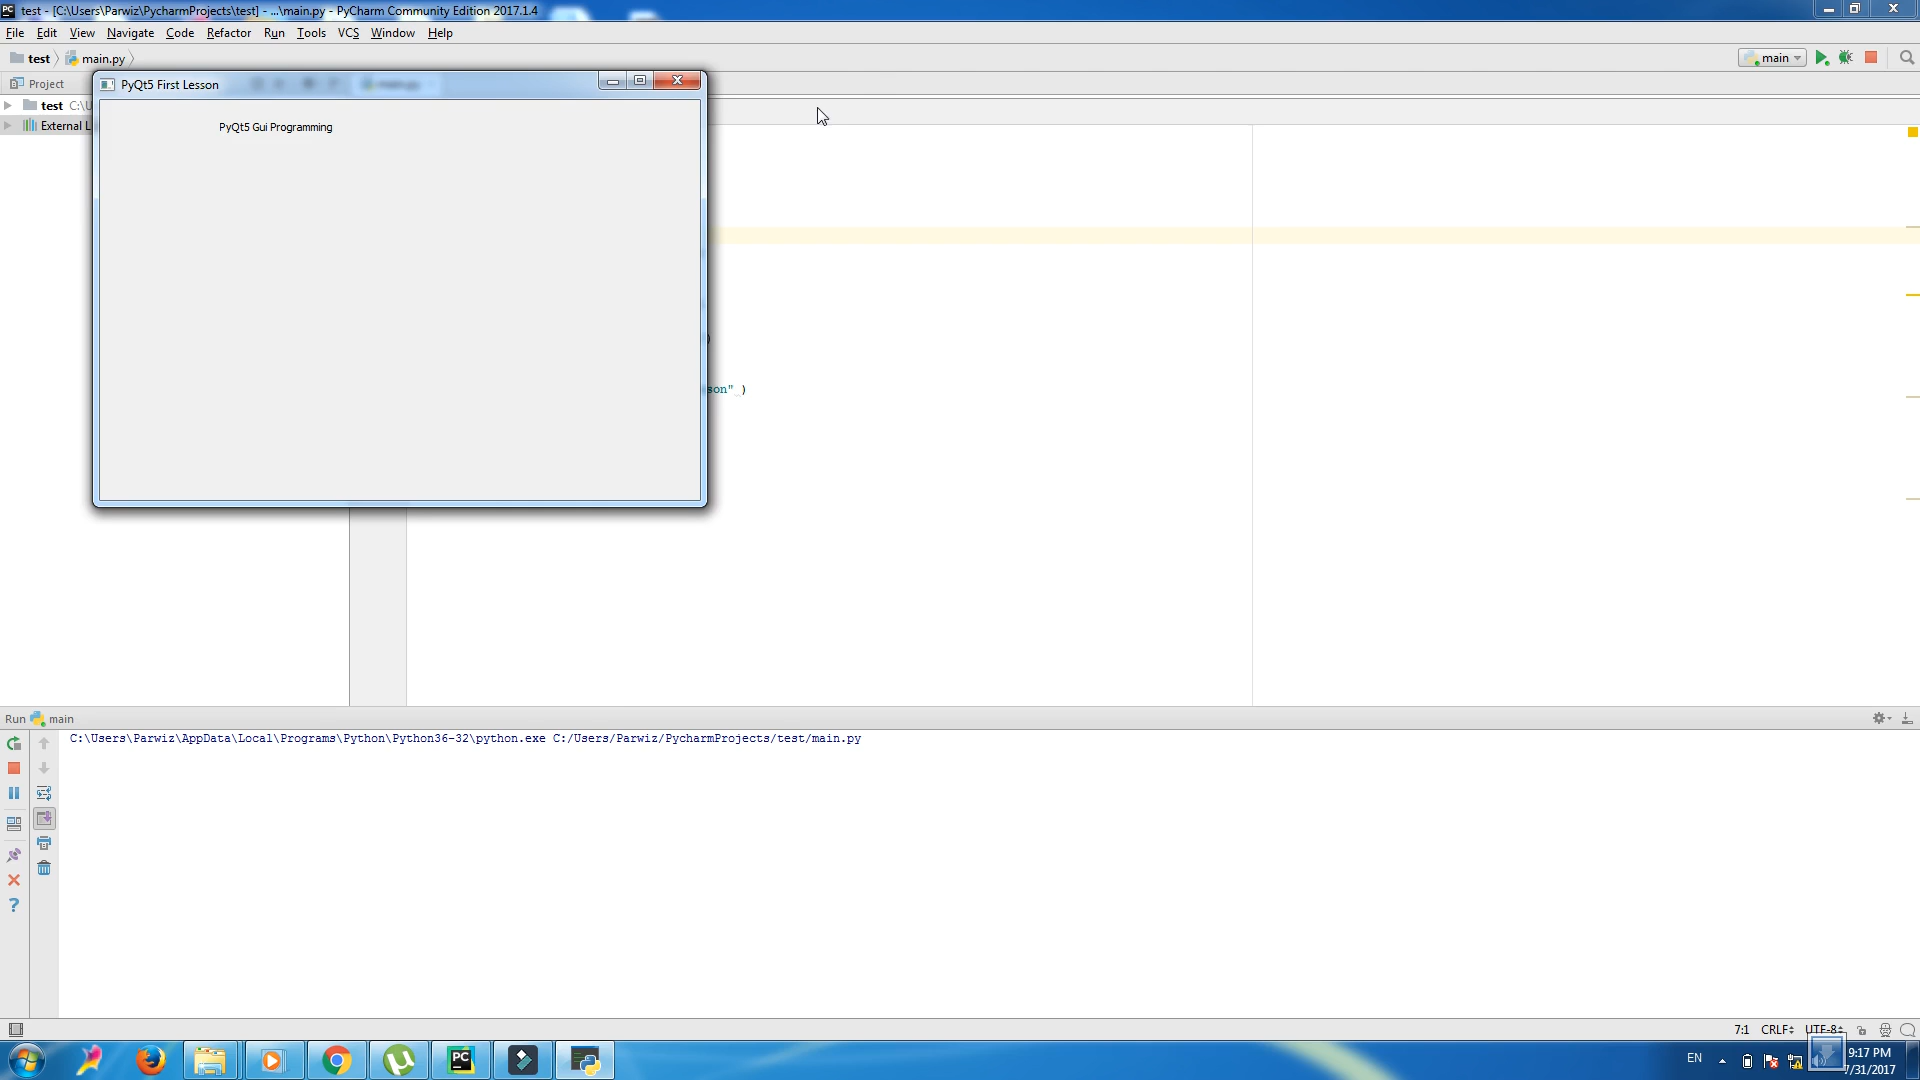 test - [C:\Users\Parwiz\PycharmProjects\test] - ...\main.py - PyCharm Community Edition 2017.1.4
File Edit View Navigate Code Refactor Run Tools VCS Window Help
test main.py main
Project
PyQt5 First Lesson
test C:\U
External L
PyQt5 Gui Programming
)
son" )
Run main
C:\Users\Parwiz\AppData\Local\Programs\Python\Python36-32\python.exe C:/Users/Parwiz/PycharmProjects/test/main.py
7:1 CRLF UTF-8
EN 9:17 PM
7/31/2017